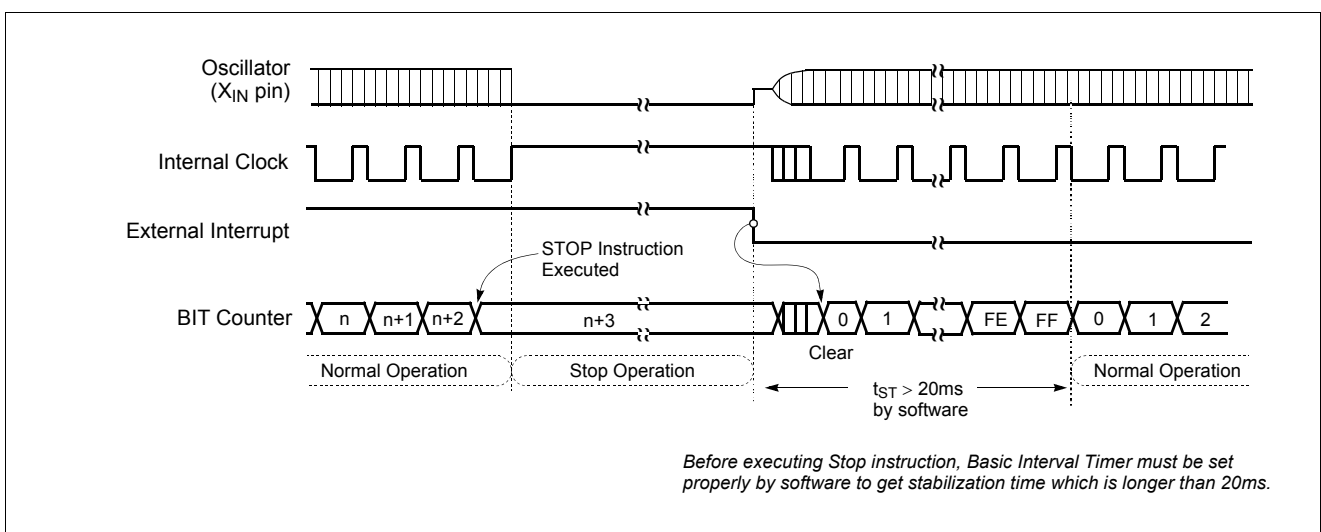 Oscillator
(XIN pin)
Internal Clock
External Interrupt
STOP Instruction
Executed
BIT Counter
n n+1 n+2 n+3 0 1 FE FF 0 1 2
Clear
Normal Operation Stop Operation Normal Operation
tST > 20ms
by software
Before executing Stop instruction, Basic Interval Timer must be set
properly by software to get stabilization time which is longer than 20ms.